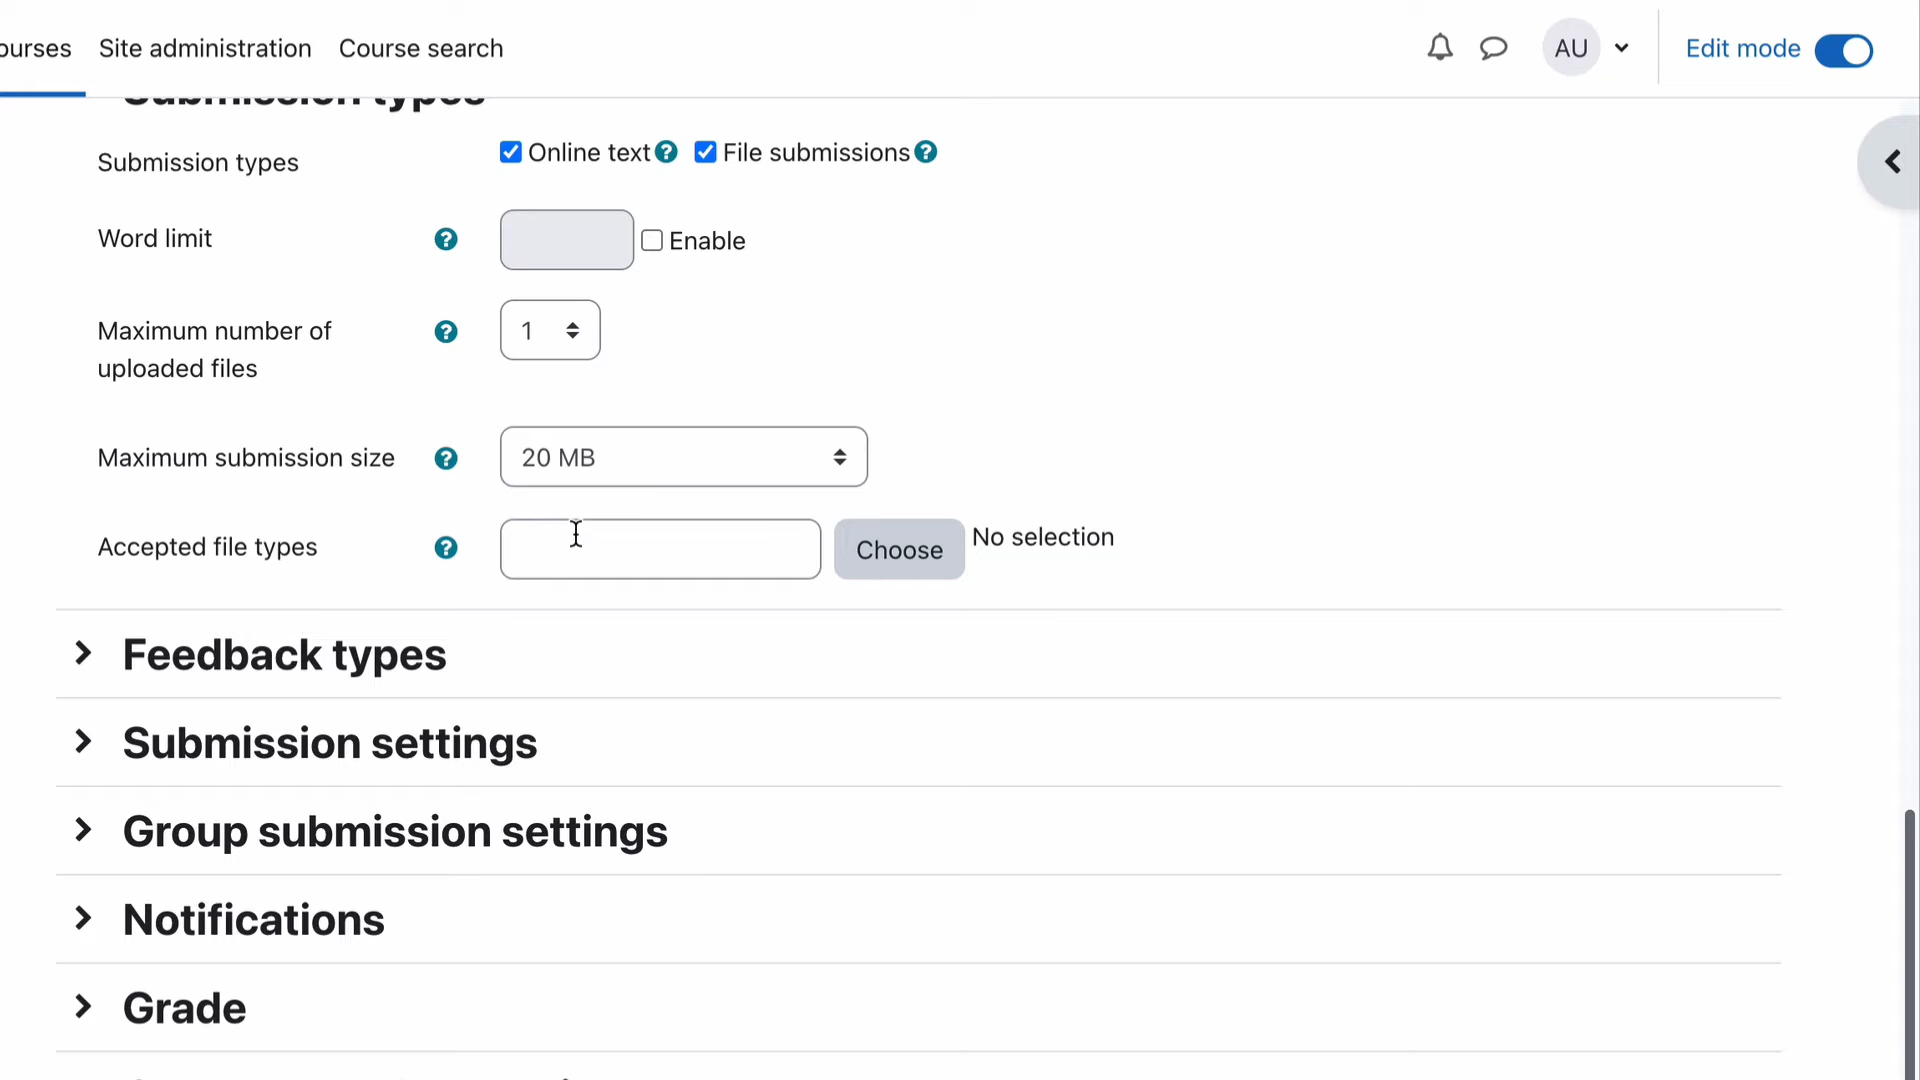 ourses Site administration Course search AU Edit mode
Submission types
Submission types Online text ? File submissions ?
Word limit ? Enable
Maximum number of ? 1
uploaded files
Maximum submission size ? 20 MB
Accepted file types ? Choose No selection
Feedback types
Submission settings
Group submission settings
Notifications
Grade